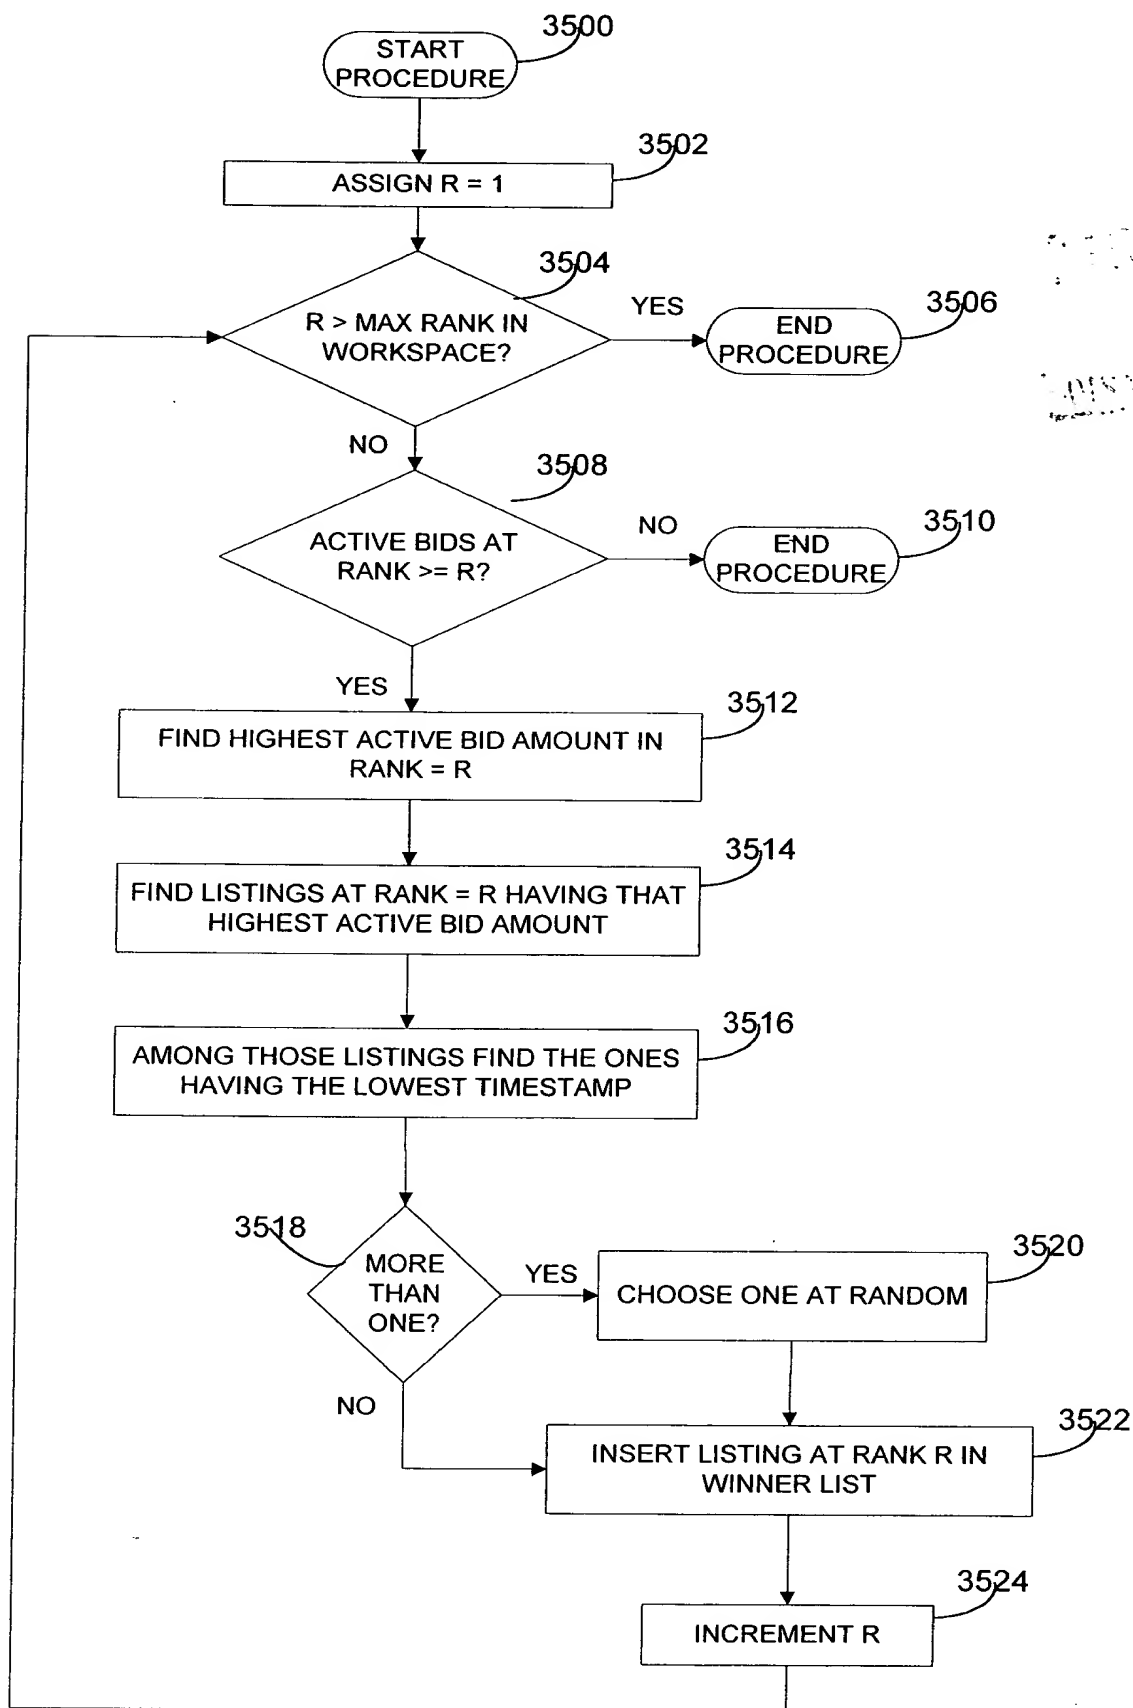 3500
START
PROCEDURE
3502
ASSIGN R = 1
3504
R > MAX RANK IN
WORKSPACE?
YES
3506
END
PROCEDURE
NO
3508
ACTIVE BIDS AT
RANK >= R?
NO
3510
END
PROCEDURE
YES
3512
FIND HIGHEST ACTIVE BID AMOUNT IN
RANK = R
3514
FIND LISTINGS AT RANK = R HAVING THAT
HIGHEST ACTIVE BID AMOUNT
3516
AMONG THOSE LISTINGS FIND THE ONES
HAVING THE LOWEST TIMESTAMP
3518
MORE
THAN
ONE?
YES
3520
CHOOSE ONE AT RANDOM
NO
3522
INSERT LISTING AT RANK R IN
WINNER LIST
3524
INCREMENT R